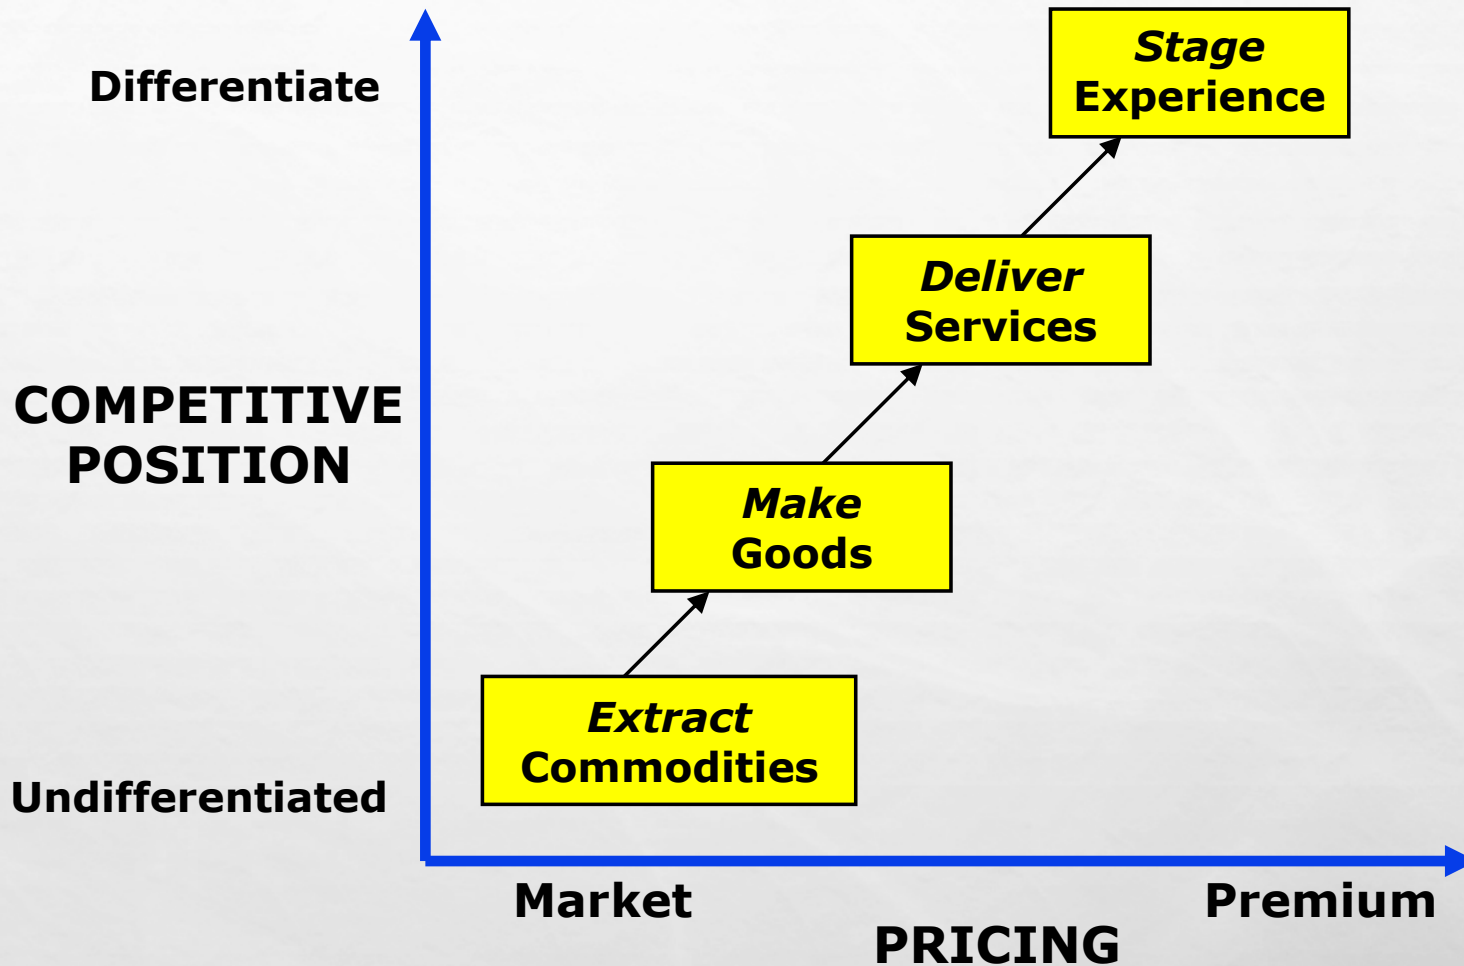 Differentiate
Stage
Experience
Deliver
Services
COMPETITIVE
POSITION
Make
Goods
Extract
Commodities
Undifferentiated
Market
Premium
PRICING